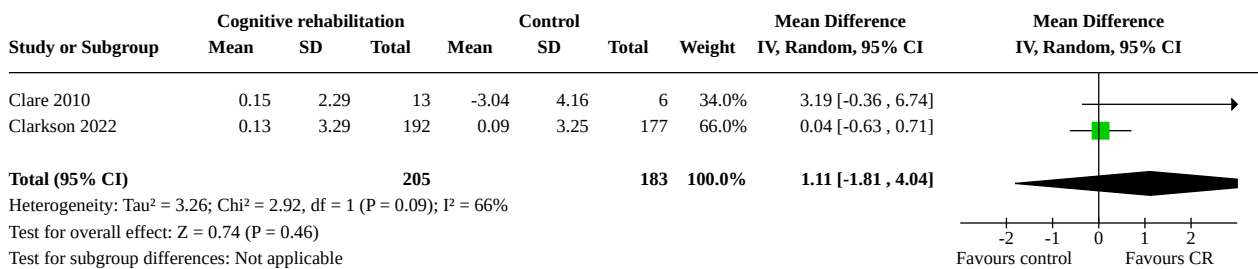 Cognitive rehabilitation Control Mean Difference Mean Difference
Study or Subgroup Mean SD Total Mean SD Total Weight IV, Random, 95% CI IV, Random, 95% CI
Clare 2010 0.15 2.29 13 -3.04 4.16 6 34.0% 3.19 [-0.36 , 6.74]
Clarkson 2022 0.13 3.29 192 0.09 3.25 177 66.0% 0.04 [-0.63 , 0.71]
Total (95% CI) 205 183 100.0% 1.11 [-1.81 , 4.04]
Heterogeneity: Tau² = 3.26; Chi² = 2.92, df = 1 (P = 0.09); I² = 66%
Test for overall effect: Z = 0.74 (P = 0.46)
-2 -1 0 1 2
Test for subgroup differences: Not applicable
Favours control Favours CR